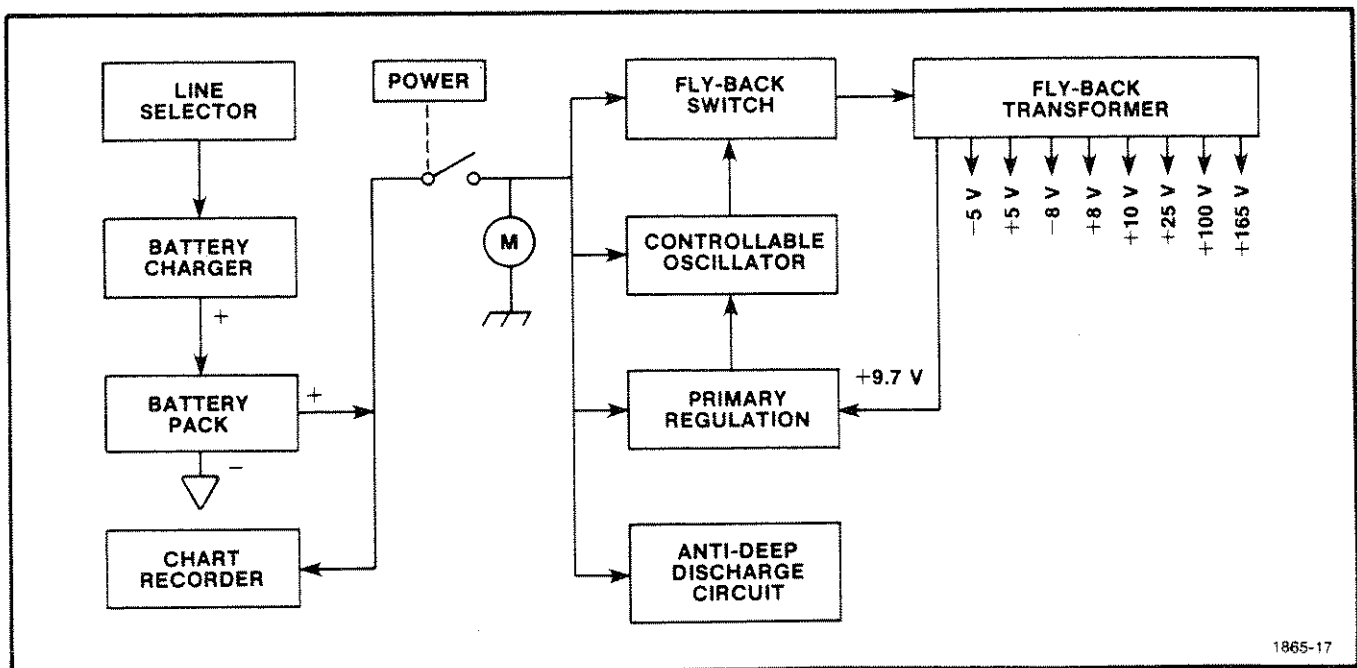 LINE
SELECTOR
POWER
FLY-BACK
SWITCH
FLY-BACK
TRANSFORMER
−5 V
+5 V
−8 V
+8 V
+10 V
+25 V
+100 V
+165 V
BATTERY
CHARGER
M
CONTROLLABLE
OSCILLATOR
+
BATTERY
PACK
+
−
PRIMARY
REGULATION
+9.7 V
CHART
RECORDER
ANTI-DEEP
DISCHARGE
CIRCUIT
1865-17